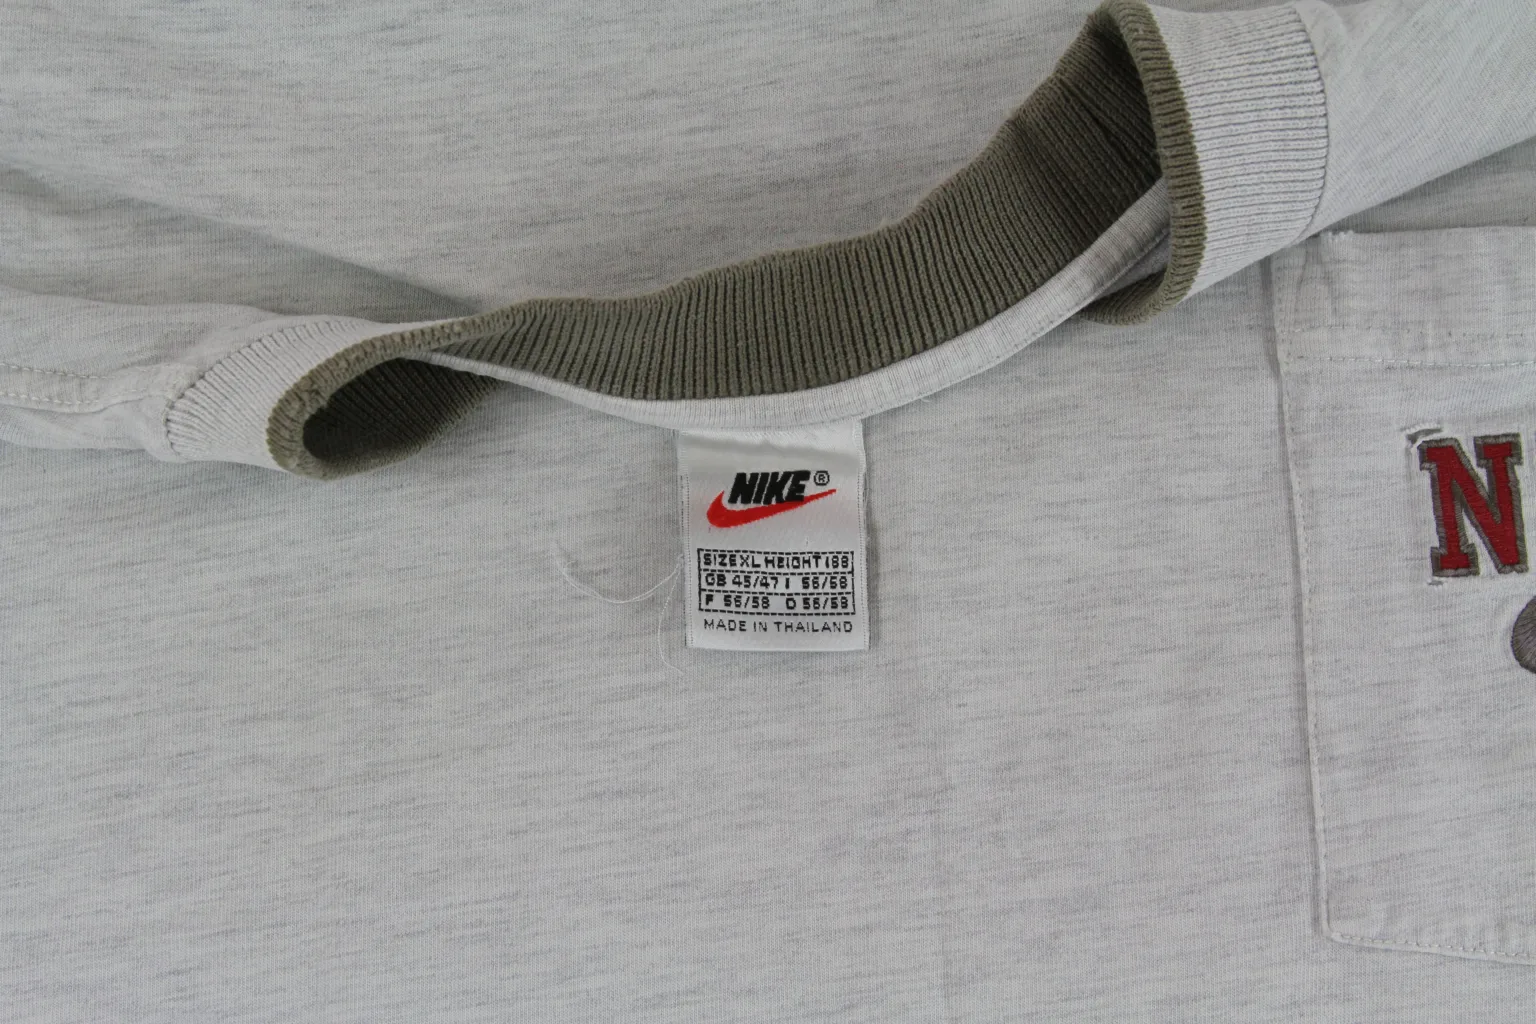 NIKE®
SIZE XL HEIGHT 188
GB 45/47 I 56/58
F 56/58 D 56/58
MADE IN THAILAND
N